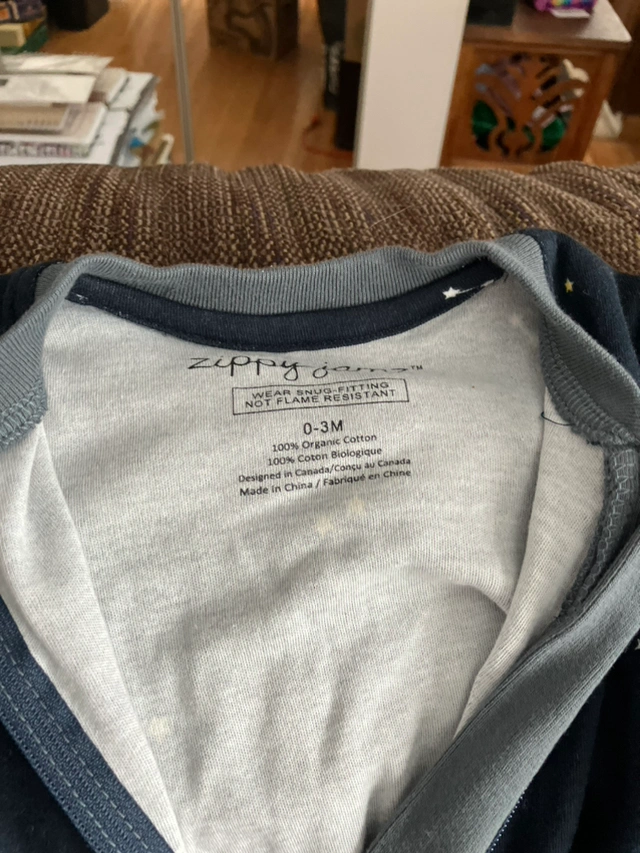 zippy jams™
WEAR SNUG-FITTING
NOT FLAME RESISTANT
0-3M
100% Organic Cotton
100% Coton Biologique
Designed in Canada/Conçu au Canada
Made in China / Fabriqué en Chine